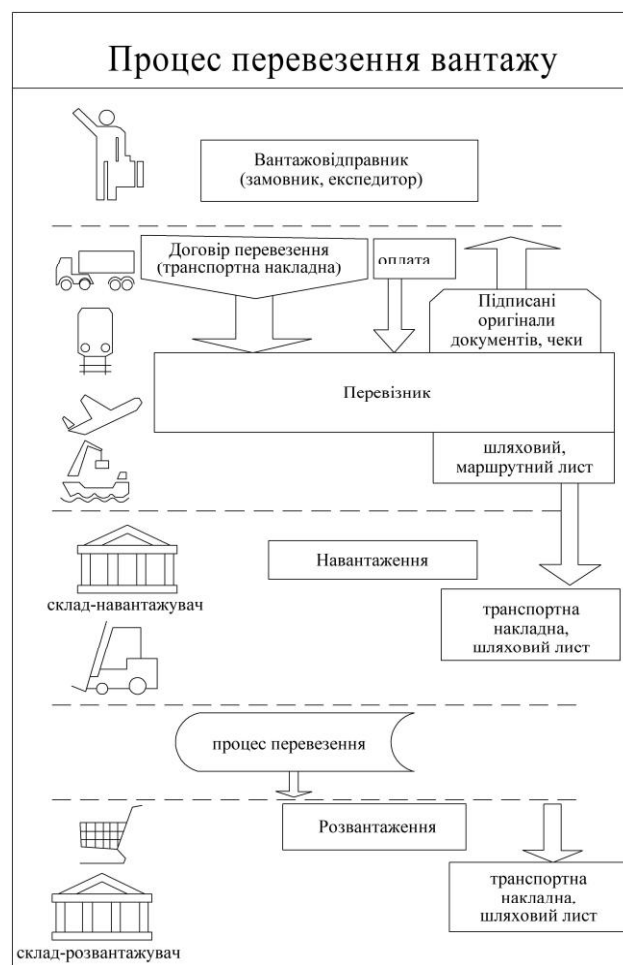 Процес перевезення вантажу
Вантажовідправник
(замовник, експедитор)
Договір перевезення
(транспортна накладна)
оплата
Підписані
оригінали
документів, чеки
Перевізник
шляховий,
маршрутний лист
Навантаження
склад-навантажувач
транспортна
накладна,
шляховий лист
процес перевезення
Розвантаження
транспортна
накладна,
шляховий лист
склад-розвантажувач